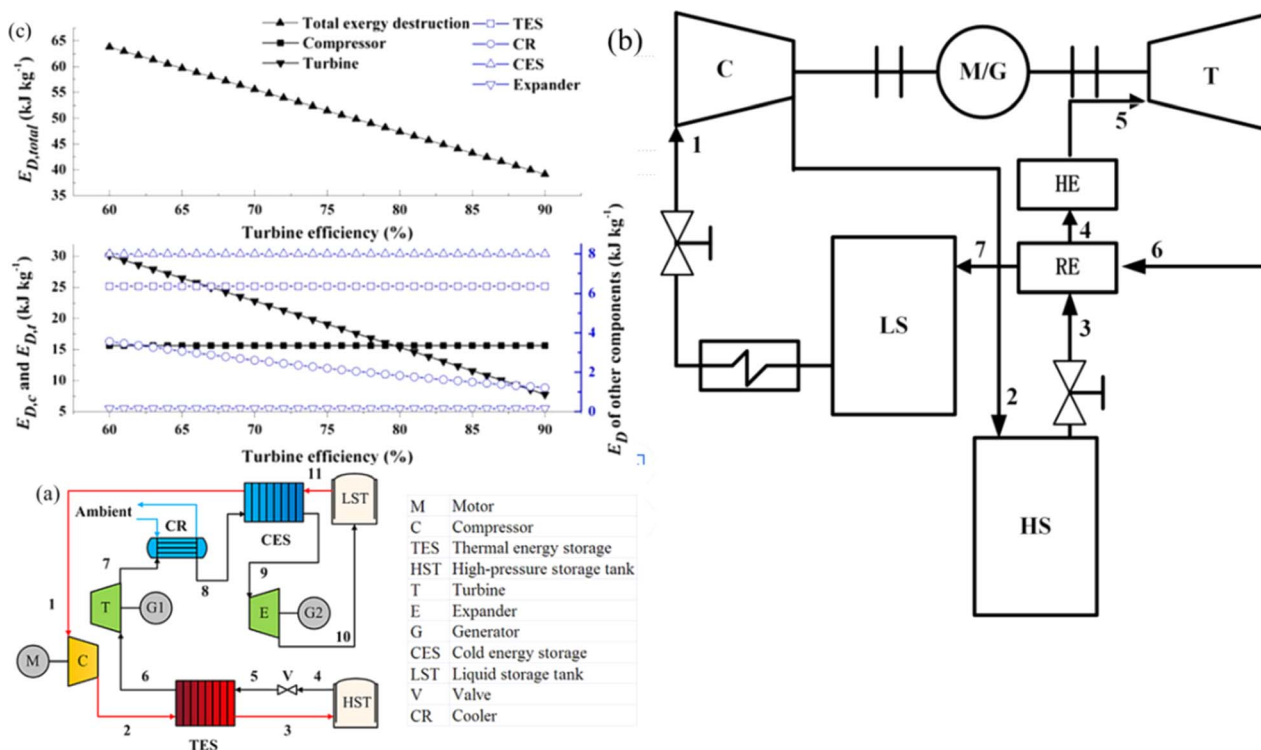 (c)
Total exergy destruction
Compressor
Turbine
TES
CR
CES
Expander
E_D,total (kJ kg⁻¹)
65
60
55
50
45
40
35
60 65 70 75 80 85 90
Turbine efficiency (%)
E_D,c and E_D,t (kJ kg⁻¹)
30
25
20
15
10
5
8
6
4
2
0
E_D of other components (kJ kg⁻¹)
60 65 70 75 80 85 90
Turbine efficiency (%)
(a)
11
LST
Ambient
CR
CES
7
8
9
1
T
G1
E
G2
10
M
C
6
5
V
4
HST
2
3
TES
M Motor
C Compressor
TES Thermal energy storage
HST High-pressure storage tank
T Turbine
E Expander
G Generator
CES Cold energy storage
LST Liquid storage tank
V Valve
CR Cooler
(b)
C
M/G
T
1
5
HE
4
7
RE
6
LS
3
2
HS